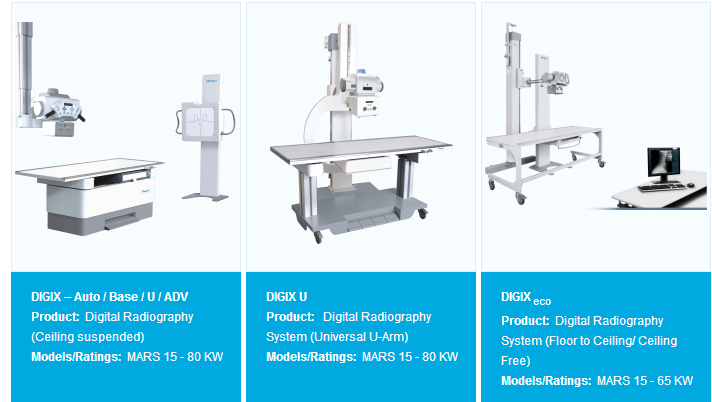 DIGIX – Auto / Base / U / ADV
Product: Digital Radiography
(Ceiling suspended)
Models/Ratings: MARS 15 - 80 KW
DIGIX U
Product: Digital Radiography
System (Universal U-Arm)
Models/Ratings: MARS 15 - 80 KW
DIGIX eco
Product: Digital Radiography
System (Floor to Ceiling/ Ceiling
Free)
Models/Ratings: MARS 15 - 65 KW